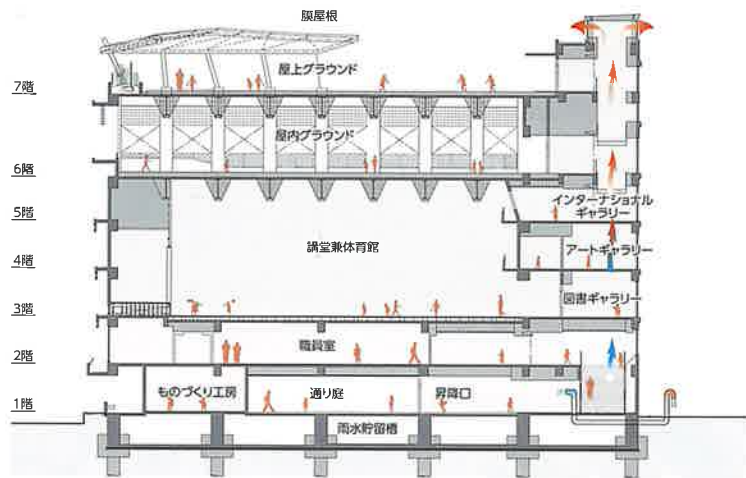 膜屋根
屋上グラウンド
7階
屋内グラウンド
6階
インターナショナル
ギャラリー
5階
講堂兼体育館
アートギャラリー
4階
図書ギャラリー
3階
職員室
2階
ものづくり工房
通り庭
昇降口
1階
雨水貯留槽